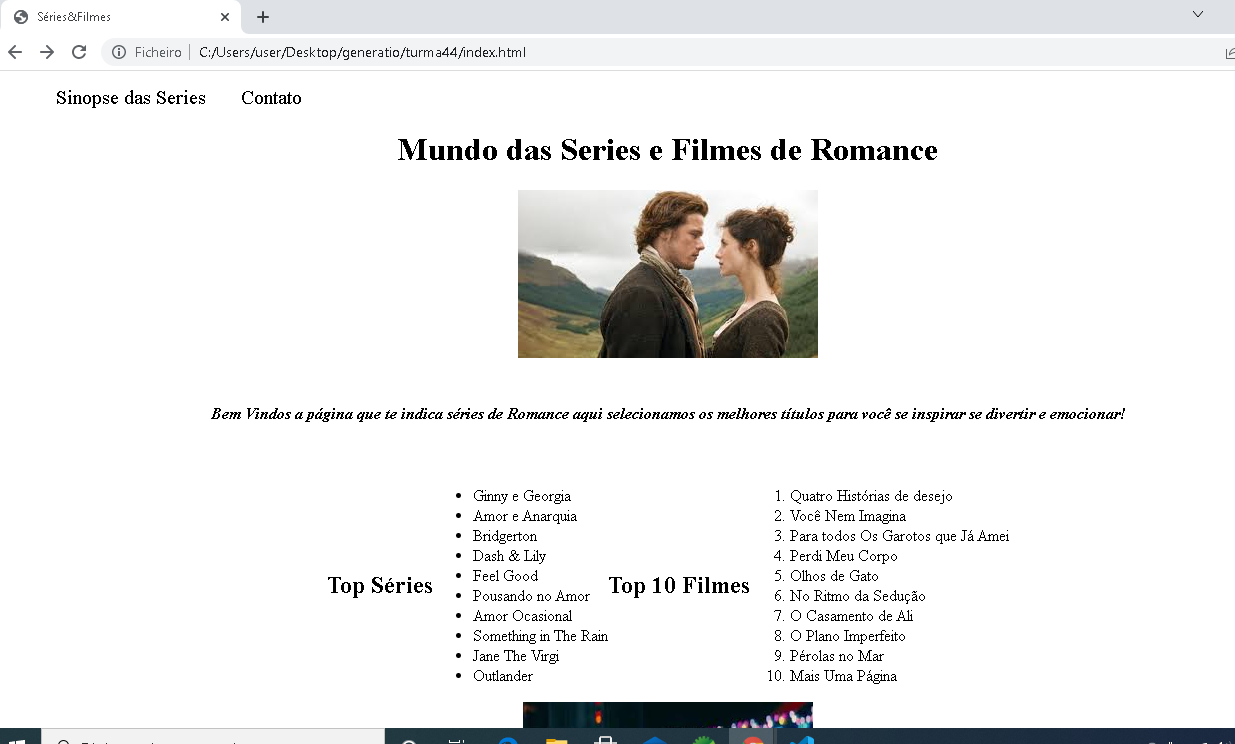 Séries&Filmes
Ficheiro C:/Users/user/Desktop/generatio/turma44/index.html
Sinopse das Series Contato
Mundo das Series e Filmes de Romance
Bem Vindos a página que te indica séries de Romance aqui selecionamos os melhores títulos para você se inspirar se divertir e emocionar!
Top Séries
Ginny e Georgia
Amor e Anarquia
Bridgerton
Dash & Lily
Feel Good
Pousando no Amor
Amor Ocasional
Something in The Rain
Jane The Virgi
Outlander
Top 10 Filmes
1. Quatro Histórias de desejo
2. Você Nem Imagina
3. Para todos Os Garotos que Já Amei
4. Perdi Meu Corpo
5. Olhos de Gato
6. No Ritmo da Sedução
7. O Casamento de Ali
8. O Plano Imperfeito
9. Pérolas no Mar
10. Mais Uma Página